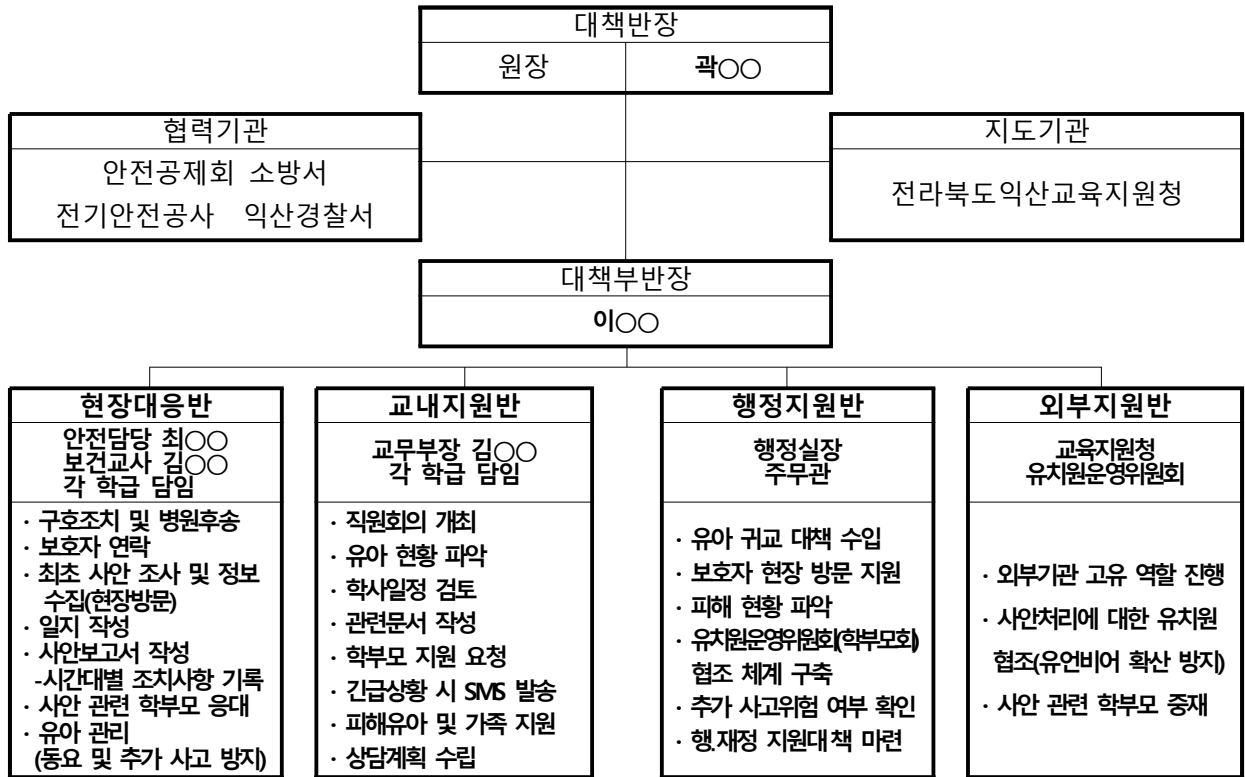 대책반장
원장 곽○○
협력기관
안전공제회 소방서
전기안전공사 익산경찰서
지도기관
전라북도익산교육지원청
대책부반장
이○○
현장대응반
안전담당 최○○
보건교사 김○○
각 학급 담임
· 구호조치 및 병원후송
· 보호자 연락
· 최초 사안 조사 및 정보
수집(현장방문)
· 일지 작성
· 사안보고서 작성
-시간대별 조치사항 기록
· 사안 관련 학부모 응대
· 유아 관리
(동요 및 추가 사고 방지)
교내지원반
교무부장 김○○
각 학급 담임
· 직원회의 개최
· 유아 현황 파악
· 학사일정 검토
· 관련문서 작성
· 학부모 지원 요청
· 긴급상황 시 SMS 발송
· 피해유아 및 가족 지원
· 상담계획 수립
행정지원반
행정실장
주무관
· 유아 귀교 대책 수입
· 보호자 현장 방문 지원
· 피해 현황 파악
· 유치원운영위원회(학부모회)
협조 체계 구축
· 추가 사고위험 여부 확인
· 행.재정 지원대책 마련
외부지원반
교육지원청
유치원운영위원회
· 외부기관 고유 역할 진행
· 사안처리에 대한 유치원
협조(유언비어 확산 방지)
· 사안 관련 학부모 중재